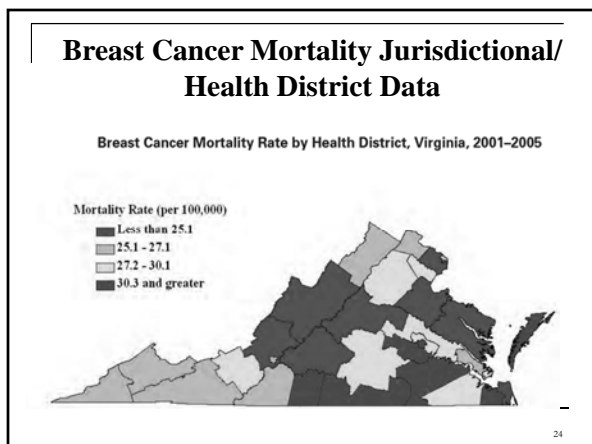 Breast Cancer Mortality Jurisdictional/
Health District Data
Breast Cancer Mortality Rate by Health District, Virginia, 2001–2005
Mortality Rate (per 100,000)
Less than 25.1
25.1 - 27.1
27.2 - 30.1
30.3 and greater
24